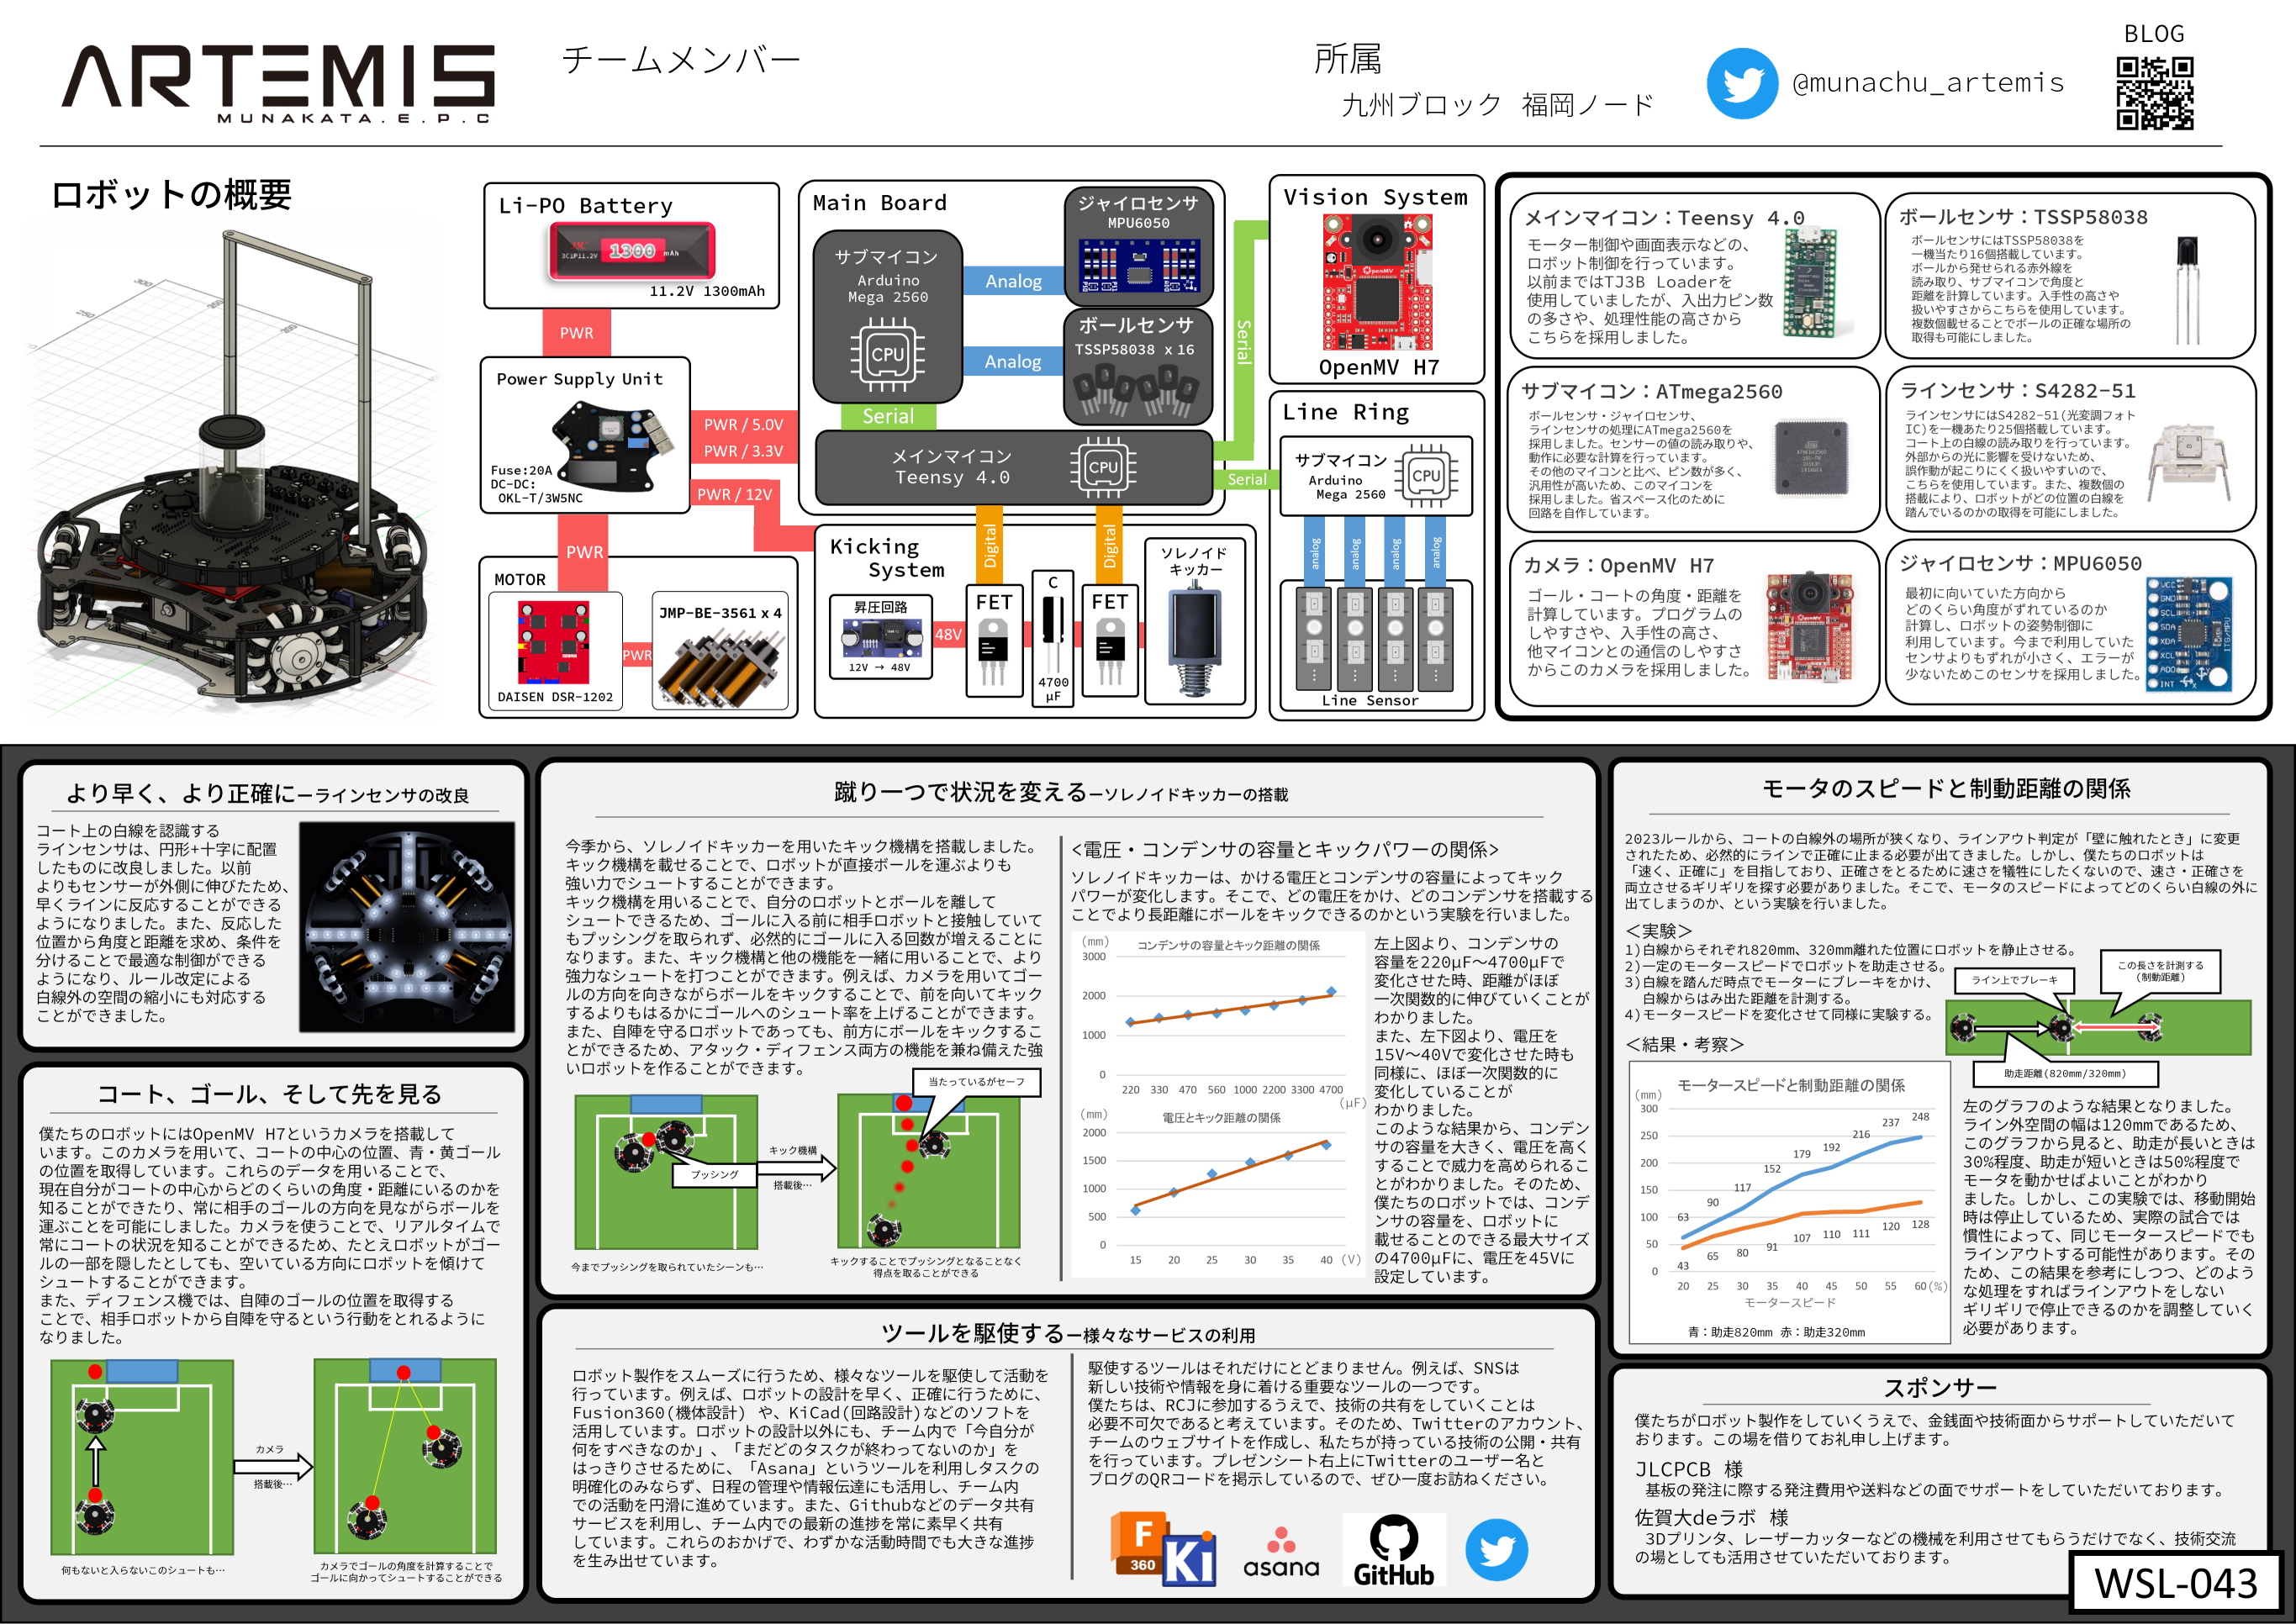 ARTEMIS
MUNAKATA.E.P.C
チームメンバー
所属
九州ブロック 福岡ノード
@munachu_artemis
BLOG
ロボットの概要
Li-PO Battery
1300 mAh
3C1P11.2V
11.2V 1300mAh
PWR
Power Supply Unit
Fuse:20A
DC-DC:
OKL-T/3W5NC
PWR / 5.0V
PWR / 3.3V
PWR / 12V
PWR
MOTOR
DAISEN DSR-1202
PWR
JMP-BE-3561 x 4
Main Board
サブマイコン
Arduino
Mega 2560
CPU
Analog
Analog
ジャイロセンサ
MPU6050
ボールセンサ
TSSP58038 x 16
Serial
メインマイコン
Teensy 4.0
CPU
Serial
Serial
Digital
Digital
Kicking
System
昇圧回路
12V → 48V
48V
FET
C
4700
μF
FET
ソレノイド
キッカー
Vision System
OpenMV
OpenMV H7
Line Ring
サブマイコン
Arduino
Mega 2560
CPU
analog
analog
analog
analog
Line Sensor
メインマイコン：Teensy 4.0
モーター制御や画面表示などの、
ロボット制御を行っています。
以前まではTJ3B Loaderを
使用していましたが、入出力ピン数
の多さや、処理性能の高さから
こちらを採用しました。
ボールセンサ：TSSP58038
ボールセンサにはTSSP58038を
一機当たり16個搭載しています。
ボールから発せられる赤外線を
読み取り、サブマイコンで角度と
距離を計算しています。入手性の高さや
扱いやすさからこちらを使用しています。
複数個載せることでボールの正確な場所の
取得も可能にしました。
サブマイコン：ATmega2560
ボールセンサ・ジャイロセンサ、
ラインセンサの処理にATmega2560を
採用しました。センサーの値の読み取りや、
動作に必要な計算を行っています。
その他のマイコンと比べ、ピン数が多く、
汎用性が高いため、このマイコンを
採用しました。省スペース化のために
回路を自作しています。
ラインセンサ：S4282-51
ラインセンサにはS4282-51(光変調フォト
IC)を一機あたり25個搭載しています。
コート上の白線の読み取りを行っています。
外部からの光に影響を受けないため、
誤作動が起こりにくく扱いやすいので、
こちらを使用しています。また、複数個の
搭載により、ロボットがどの位置の白線を
踏んでいるのかの取得を可能にしました。
カメラ：OpenMV H7
ゴール・コートの角度・距離を
計算しています。プログラムの
しやすさや、入手性の高さ、
他マイコンとの通信のしやすさ
からこのカメラを採用しました。
ジャイロセンサ：MPU6050
最初に向いていた方向から
どのくらい角度がずれているのか
計算し、ロボットの姿勢制御に
利用しています。今まで利用していた
センサよりもずれが小さく、エラーが
少ないためこのセンサを採用しました。
VCC
GND
SCL
SDA
XDA
XCL
ADO
INT
より早く、より正確にーラインセンサの改良
コート上の白線を認識する
ラインセンサは、円形+十字に配置
したものに改良しました。以前
よりもセンサーが外側に伸びたため、
早くラインに反応することができる
ようになりました。また、反応した
位置から角度と距離を求め、条件を
分けることで最適な制御ができる
ようになり、ルール改定による
白線外の空間の縮小にも対応する
ことができました。
コート、ゴール、そして先を見る
僕たちのロボットにはOpenMV H7というカメラを搭載して
います。このカメラを用いて、コートの中心の位置、青・黄ゴール
の位置を取得しています。これらのデータを用いることで、
現在自分がコートの中心からどのくらいの角度・距離にいるのかを
知ることができたり、常に相手のゴールの方向を見ながらボールを
運ぶことを可能にしました。カメラを使うことで、リアルタイムで
常にコートの状況を知ることができるため、たとえロボットがゴー
ルの一部を隠したとしても、空いている方向にロボットを傾けて
シュートすることができます。
また、ディフェンス機では、自陣のゴールの位置を取得する
ことで、相手ロボットから自陣を守るという行動をとれるように
なりました。
カメラ
搭載後…
何もないと入らないこのシュートも…
カメラでゴールの角度を計算することで
ゴールに向かってシュートすることができる
蹴り一つで状況を変えるーソレノイドキッカーの搭載
今季から、ソレノイドキッカーを用いたキック機構を搭載しました。
キック機構を載せることで、ロボットが直接ボールを運ぶよりも
強い力でシュートすることができます。
キック機構を用いることで、自分のロボットとボールを離して
シュートできるため、ゴールに入る前に相手ロボットと接触していて
もプッシングを取られず、必然的にゴールに入る回数が増えることに
なります。また、キック機構と他の機能を一緒に用いることで、より
強力なシュートを打つことができます。例えば、カメラを用いてゴー
ルの方向を向きながらボールをキックすることで、前を向いてキック
するよりもはるかにゴールへのシュート率を上げることができます。
また、自陣を守るロボットであっても、前方にボールをキックするこ
とができるため、アタック・ディフェンス両方の機能を兼ね備えた強
いロボットを作ることができます。
当たっているがセーフ
プッシング
キック機構
搭載後…
今までプッシングを取られていたシーンも…
キックすることでプッシングとなることなく
得点を取ることができる
<電圧・コンデンサの容量とキックパワーの関係>
ソレノイドキッカーは、かける電圧とコンデンサの容量によってキック
パワーが変化します。そこで、どの電圧をかけ、どのコンデンサを搭載する
ことでより長距離にボールをキックできるのかという実験を行いました。
(mm) コンデンサの容量とキック距離の関係
3000
2000
1000
0
220 330 470 560 1000 2200 3300 4700
(μF)
(mm) 電圧とキック距離の関係
2000
1500
1000
500
0
15 20 25 30 35 40 (V)
左上図より、コンデンサの
容量を220μF～4700μFで
変化させた時、距離がほぼ
一次関数的に伸びていくことが
わかりました。
また、左下図より、電圧を
15V～40Vで変化させた時も
同様に、ほぼ一次関数的に
変化していることが
わかりました。
このような結果から、コンデン
サの容量を大きく、電圧を高く
することで威力を高められるこ
とがわかりました。そのため、
僕たちのロボットでは、コンデ
ンサの容量を、ロボットに
載せることのできる最大サイズ
の4700μFに、電圧を45Vに
設定しています。
ツールを駆使するー様々なサービスの利用
ロボット製作をスムーズに行うため、様々なツールを駆使して活動を
行っています。例えば、ロボットの設計を早く、正確に行うために、
Fusion360(機体設計) や、KiCad(回路設計)などのソフトを
活用しています。ロボットの設計以外にも、チーム内で「今自分が
何をすべきなのか」、「まだどのタスクが終わってないのか」を
はっきりさせるために、「Asana」というツールを利用しタスクの
明確化のみならず、日程の管理や情報伝達にも活用し、チーム内
での活動を円滑に進めています。また、Githubなどのデータ共有
サービスを利用し、チーム内での最新の進捗を常に素早く共有
しています。これらのおかげで、わずかな活動時間でも大きな進捗
を生み出せています。
駆使するツールはそれだけにとどまりません。例えば、SNSは
新しい技術や情報を身に着ける重要なツールの一つです。
僕たちは、RCJに参加するうえで、技術の共有をしていくことは
必要不可欠であると考えています。そのため、Twitterのアカウント、
チームのウェブサイトを作成し、私たちが持っている技術の公開・共有
を行っています。プレゼンシート右上にTwitterのユーザー名と
ブログのQRコードを掲示しているので、ぜひ一度お訪ねください。
F
360
Ki
asana
GitHub
モータのスピードと制動距離の関係
2023ルールから、コートの白線外の場所が狭くなり、ラインアウト判定が「壁に触れたとき」に変更
されたため、必然的にラインで正確に止まる必要が出てきました。しかし、僕たちのロボットは
「速く、正確に」を目指しており、正確さをとるために速さを犠牲にしたくないので、速さ・正確さを
両立させるギリギリを探す必要がありました。そこで、モータのスピードによってどのくらい白線の外に
出てしまうのか、という実験を行いました。
＜実験＞
1)白線からそれぞれ820mm、320mm離れた位置にロボットを静止させる。
2)一定のモータースピードでロボットを助走させる。
3)白線を踏んだ時点でモーターにブレーキをかけ、
白線からはみ出た距離を計測する。
4)モータースピードを変化させて同様に実験する。
ライン上でブレーキ
この長さを計測する
(制動距離)
助走距離(820mm/320mm)
＜結果・考察＞
モータースピードと制動距離の関係
(mm)
300
250
200
150
100
50
0
63 90 117 152 179 192 216 237 248
43 65 80 91 107 110 111 120 128
20 25 30 35 40 45 50 55 60 (%)
モータースピード
青：助走820mm 赤：助走320mm
左のグラフのような結果となりました。
ライン外空間の幅は120mmであるため、
このグラフから見ると、助走が長いときは
30%程度、助走が短いときは50%程度で
モータを動かせばよいことがわかり
ました。しかし、この実験では、移動開始
時は停止しているため、実際の試合では
慣性によって、同じモータースピードでも
ラインアウトする可能性があります。その
ため、この結果を参考にしつつ、どのよう
な処理をすればラインアウトをしない
ギリギリで停止できるのかを調整していく
必要があります。
スポンサー
僕たちがロボット製作をしていくうえで、金銭面や技術面からサポートしていただいて
おります。この場を借りてお礼申し上げます。
JLCPCB 様
基板の発注に際する発注費用や送料などの面でサポートをしていただいております。
佐賀大deラボ 様
3Dプリンタ、レーザーカッターなどの機械を利用させてもらうだけでなく、技術交流
の場としても活用させていただいております。
WSL-043